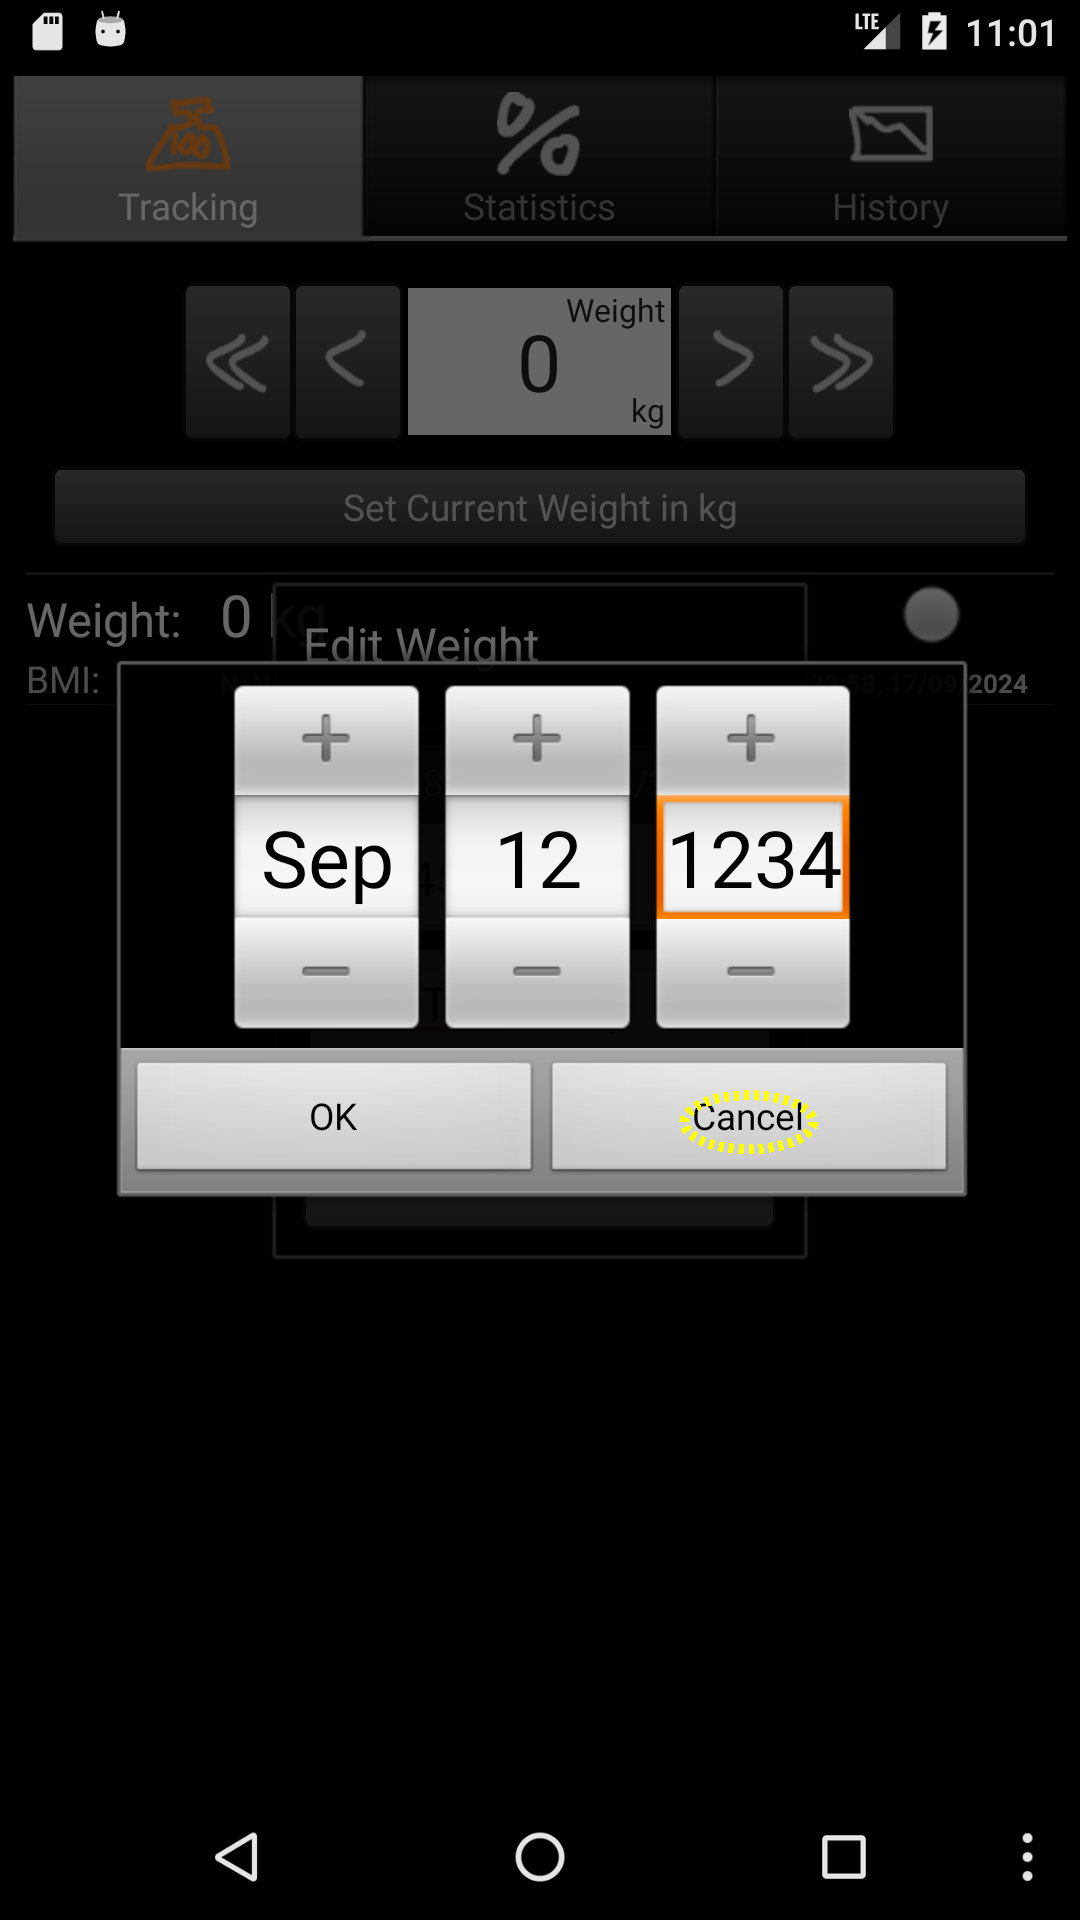 LTE 11:01
100
Tracking Statistics History
Weight
0
kg
Set Current Weight in kg
Weight: 0 kg
Edit Weight
BMI: NaN 22:58, 17/09/2024
Sep 12 1234
OK Cancel